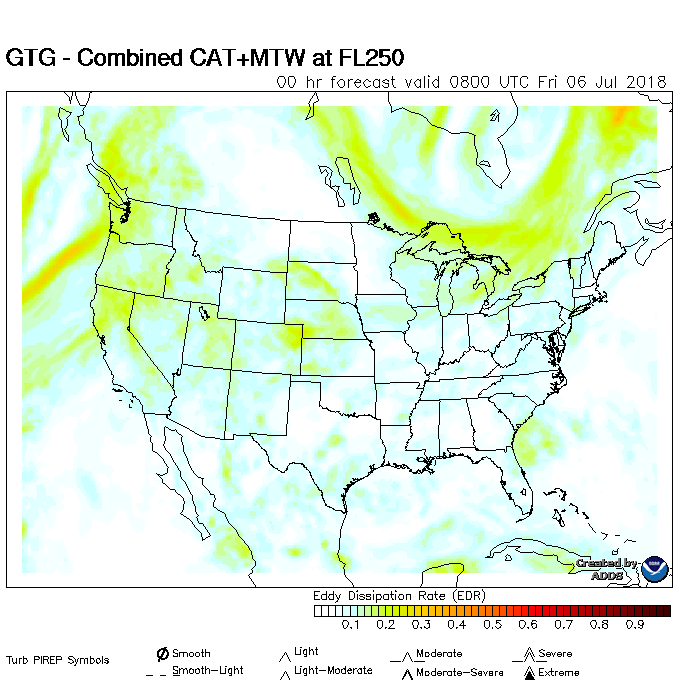 GTG - Combined CAT+MTW at FL250
00 hr forecast valid 0800 UTC Fri 06 Jul 2018
Created by
ADDS
Eddy Dissipation Rate (EDR)
0.1 0.2 0.3 0.4 0.5 0.6 0.7 0.8 0.9
Turb PIREP Symbols
Smooth Light Moderate Severe
Smooth-Light Light-Moderate Moderate-Severe Extreme